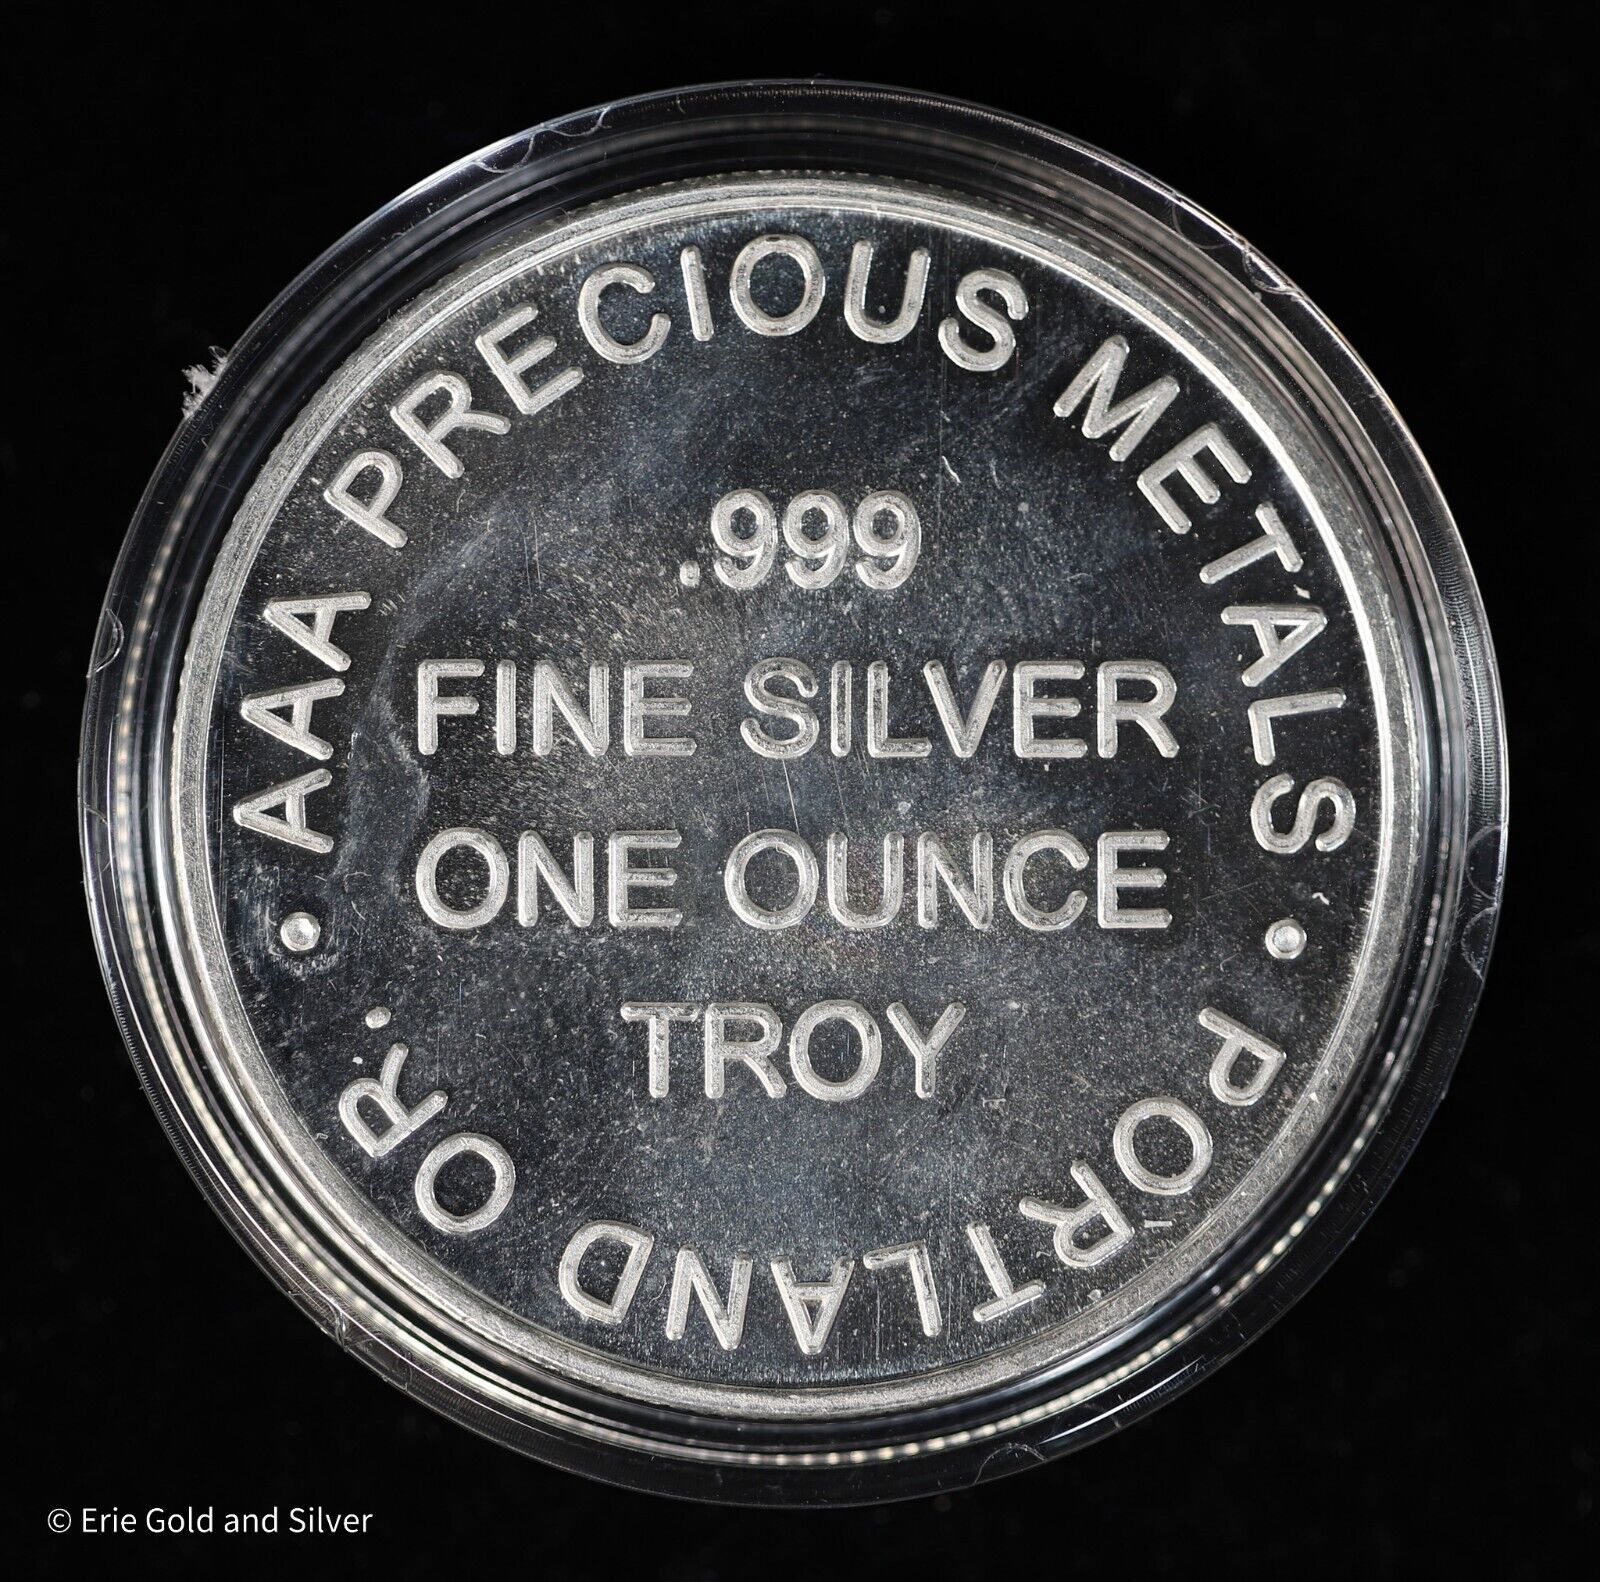 AAA PRECIOUS METALS
.999
FINE SILVER
ONE OUNCE
TROY
• PORTLAND OR. •
© Erie Gold and Silver